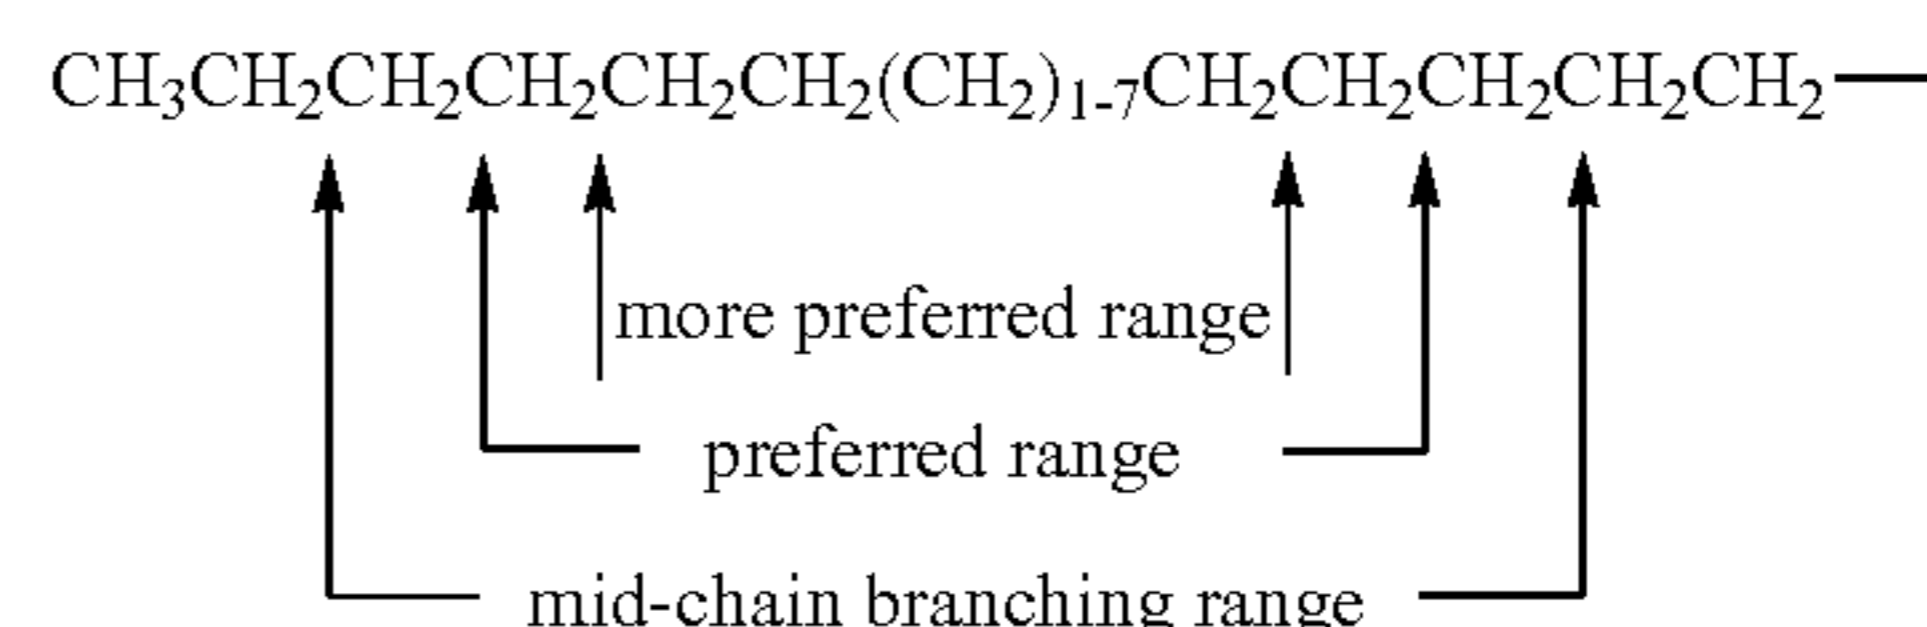 CH₃CH₂CH₂CH₂CH₂CH₂(CH₂)₁₋₇CH₂CH₂CH₂CH₂CH₂—
more preferred range
preferred range
mid-chain branching range